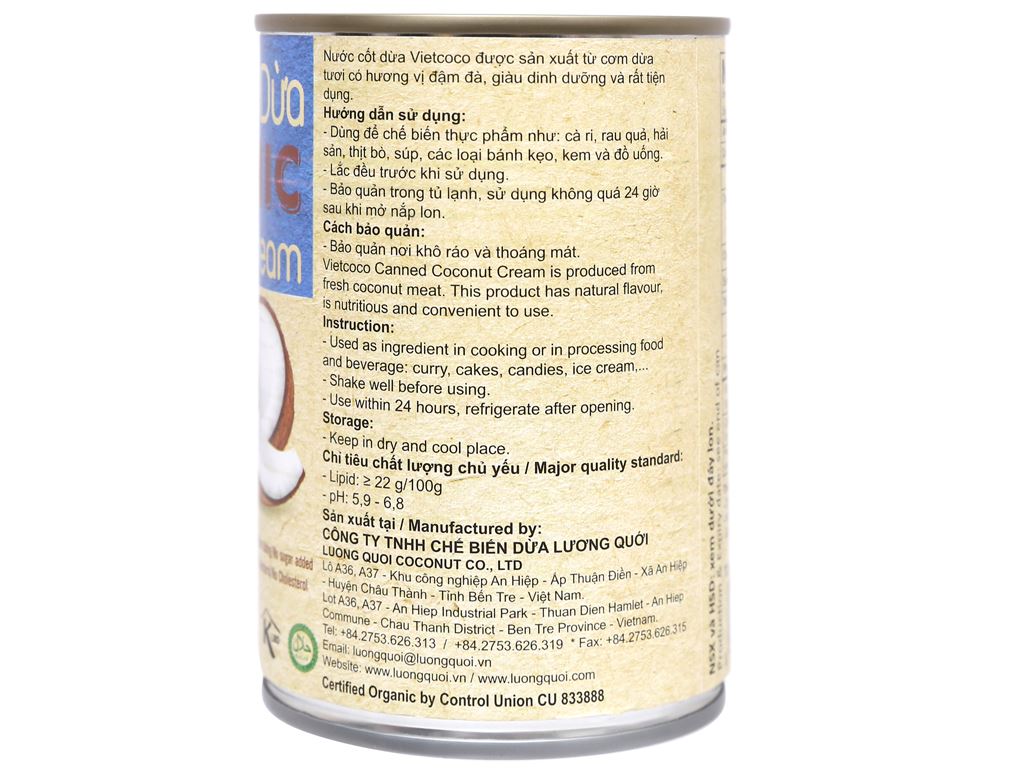 Dừa
IC
eam
sugar added
No Cholesterol
Nước cốt dừa Vietcoco được sản xuất từ cơm dừa
tươi có hương vị đậm đà, giàu dinh dưỡng và rất tiện
dụng.
Hướng dẫn sử dụng:
- Dùng để chế biến thực phẩm như: cà ri, rau quả, hải
sản, thịt bò, súp, các loại bánh kẹo, kem và đồ uống.
- Lắc đều trước khi sử dụng.
- Bảo quản trong tủ lạnh, sử dụng không quá 24 giờ
sau khi mở nắp lon.
Cách bảo quản:
- Bảo quản nơi khô ráo và thoáng mát.
Vietcoco Canned Coconut Cream is produced from
fresh coconut meat. This product has natural flavour,
is nutritious and convenient to use.
Instruction:
- Used as ingredient in cooking or in processing food
and beverage: curry, cakes, candies, ice cream,...
- Shake well before using.
- Use within 24 hours, refrigerate after opening.
Storage:
- Keep in dry and cool place.
Chỉ tiêu chất lượng chủ yếu / Major quality standard:
- Lipid: ≥ 22 g/100g
- pH: 5,9 - 6,8
Sản xuất tại / Manufactured by:
CÔNG TY TNHH CHẾ BIẾN DỪA LƯƠNG QUỚI
LUONG QUOI COCONUT CO., LTD
Lô A36, A37 - Khu công nghiệp An Hiệp - Ấp Thuận Điền - Xã An Hiệp
- Huyện Châu Thành - Tỉnh Bến Tre - Việt Nam.
Lot A36, A37 - An Hiep Industrial Park - Thuan Dien Hamlet - An Hiep
Commune - Chau Thanh District - Ben Tre Province - Vietnam.
Tel: +84.2753.626.313 / +84.2753.626.319 * Fax: +84.2753.626.315
Email: luongquoi@luongquoi.vn
Website: www.luongquoi.vn / www.luongquoi.com
Certified Organic by Control Union CU 833888
NSX và HSD: xem dưới đáy lon.
Production & Expiry date: see end of can